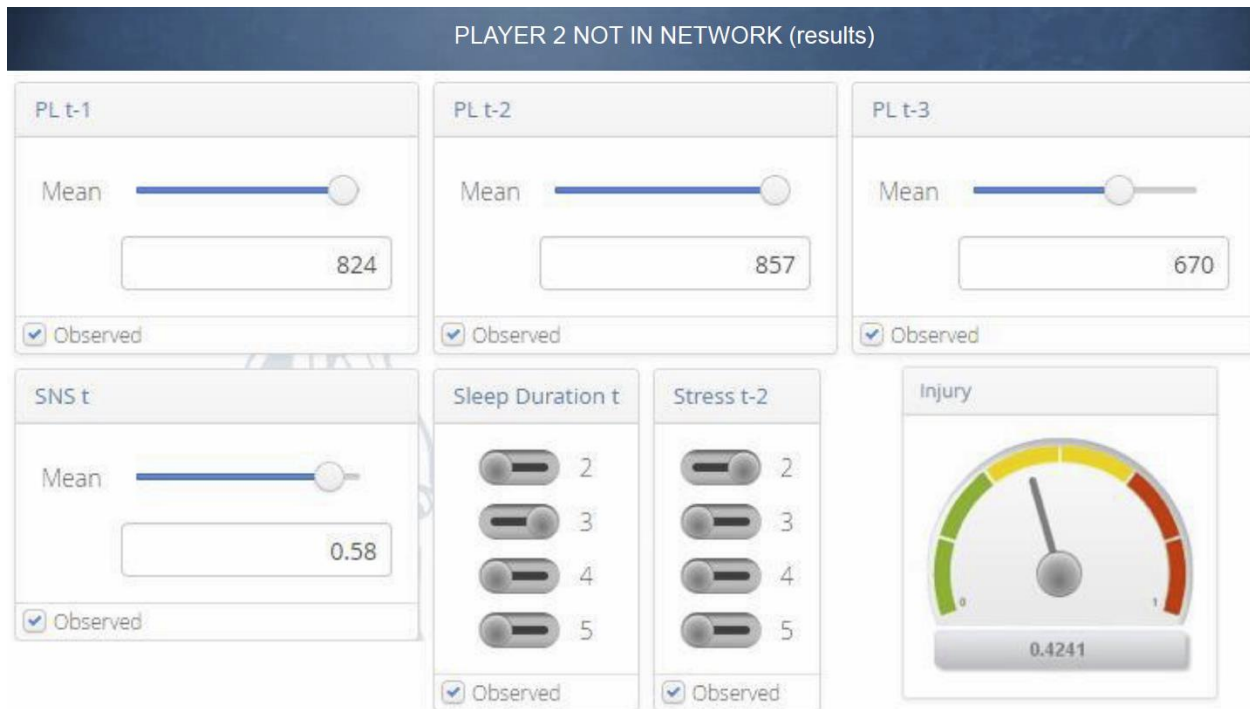 PLAYER 2 NOT IN NETWORK (results)
PL t-1
PL t-2
PL t-3
Mean
Mean
Mean
824
857
670
Observed
Observed
Observed
SNS t
Sleep Duration t
Stress t-2
Injury
Mean
0.58
Observed
2
3
4
5
Observed
2
3
4
5
Observed
0
1
0.4241